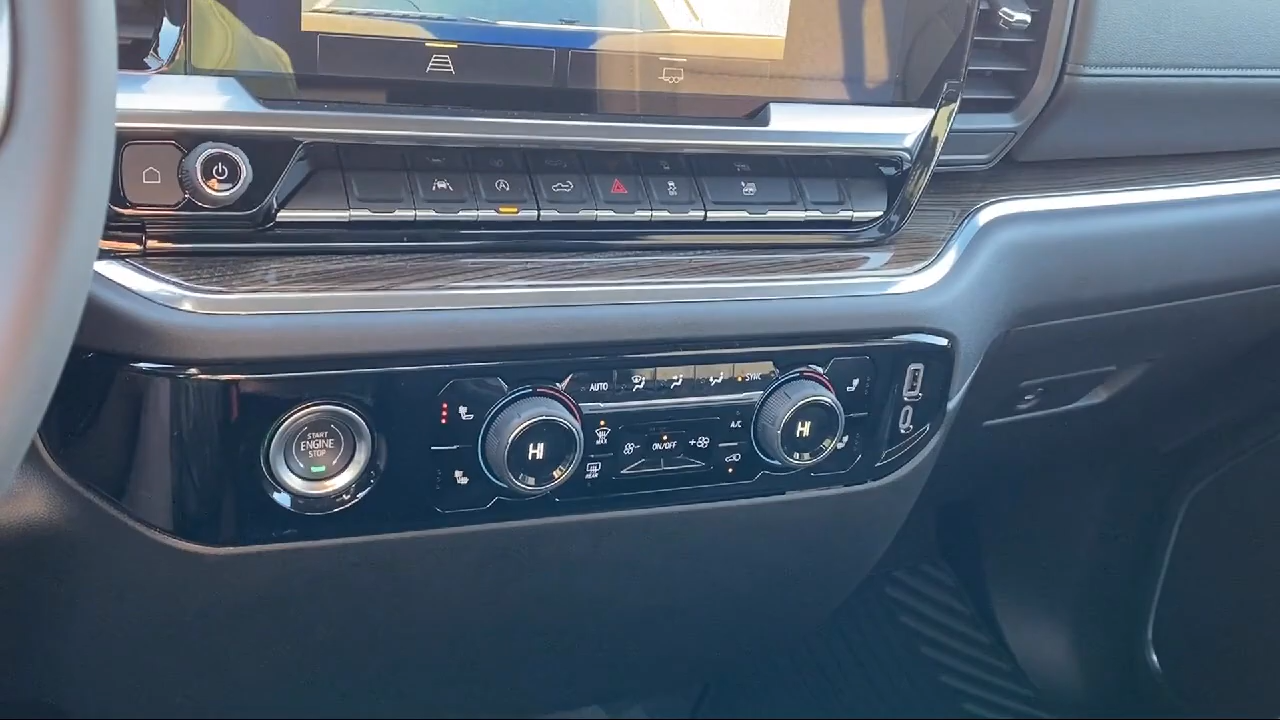 START
ENGINE
STOP
HI
AUTO
SYNC
MAX
ON/OFF
A/C
REAR
HI